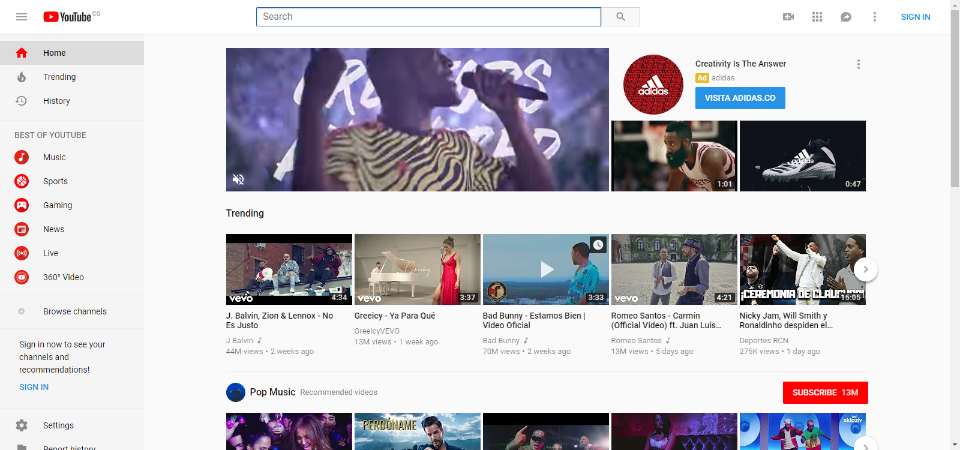 YouTube CO
Search
SIGN IN
Home
Trending
History
BEST OF YOUTUBE
Music
Sports
Gaming
News
Live
360° Video
Browse channels
Sign in now to see your
channels and
recommendations!
SIGN IN
Settings
Report history
Creativity Is The Answer
Ad adidas
VISITA ADIDAS.CO
adidas
1:01
adidas
0:47
Trending
vevo 4:34
vevo 3:37
3:33
vevo 4:21
¡CEREMONIA DE CLAUSURA!
15:05
J. Balvin, Zion & Lennox - No
Es Justo
J Balvin
44M views • 2 weeks ago
Greeicy - Ya Para Qué
GreeicyVEVO
13M views • 1 week ago
Bad Bunny - Estamos Bien |
Video Oficial
Bad Bunny
70M views • 2 weeks ago
Romeo Santos - Carmín
(Official Video) ft. Juan Luis...
Romeo Santos
13M views • 5 days ago
Nicky Jam, Will Smith y
Ronaldinho despiden el...
Deportes RCN
275K views • 1 day ago
Pop Music Recommended videos
SUBSCRIBE 13M
PERDÓNAME